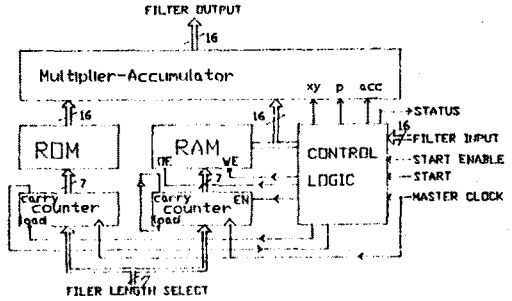 FILTER OUTPUT
16
Multiplier-Accumulator
xy p acc
16 16
STATUS
16
ROM RAM
OE WE
CONTROL
LOGIC
FILTER INPUT
START ENABLE
START
MASTER CLOCK
7 7
carry carry EN
counter counter
load load
7
FILER LENGTH SELECT